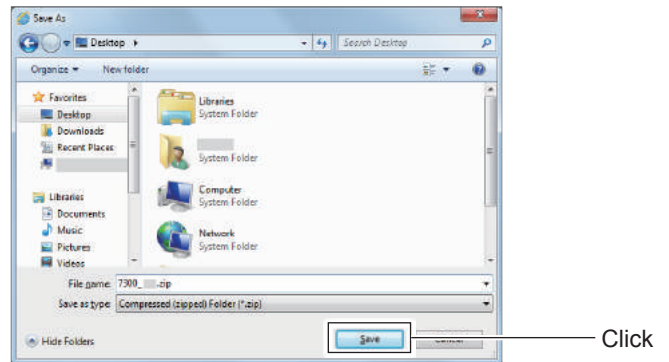 Save As
Desktop
Search Desktop
Organize
New folder
Favorites
Desktop
Downloads
Recent Places
Libraries
Documents
Music
Pictures
Videos
Libraries
System Folder
System Folder
Computer
System Folder
Network
System Folder
File name: 7300_ .zip
Save as type: Compressed (zipped) Folder (*.zip)
Hide Folders
Save
Cancel
Click